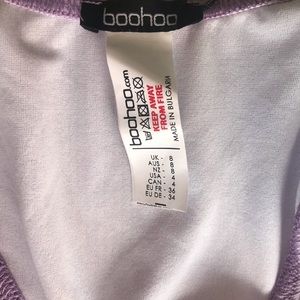 boohoo
boohoo.com
KEEP AWAY
FROM FIRE
MADE IN BULGARIA
UK - 8
AUS - 8
NZ - 8
USA - 4
CAN - 4
EU FR - 36
EU DE - 34